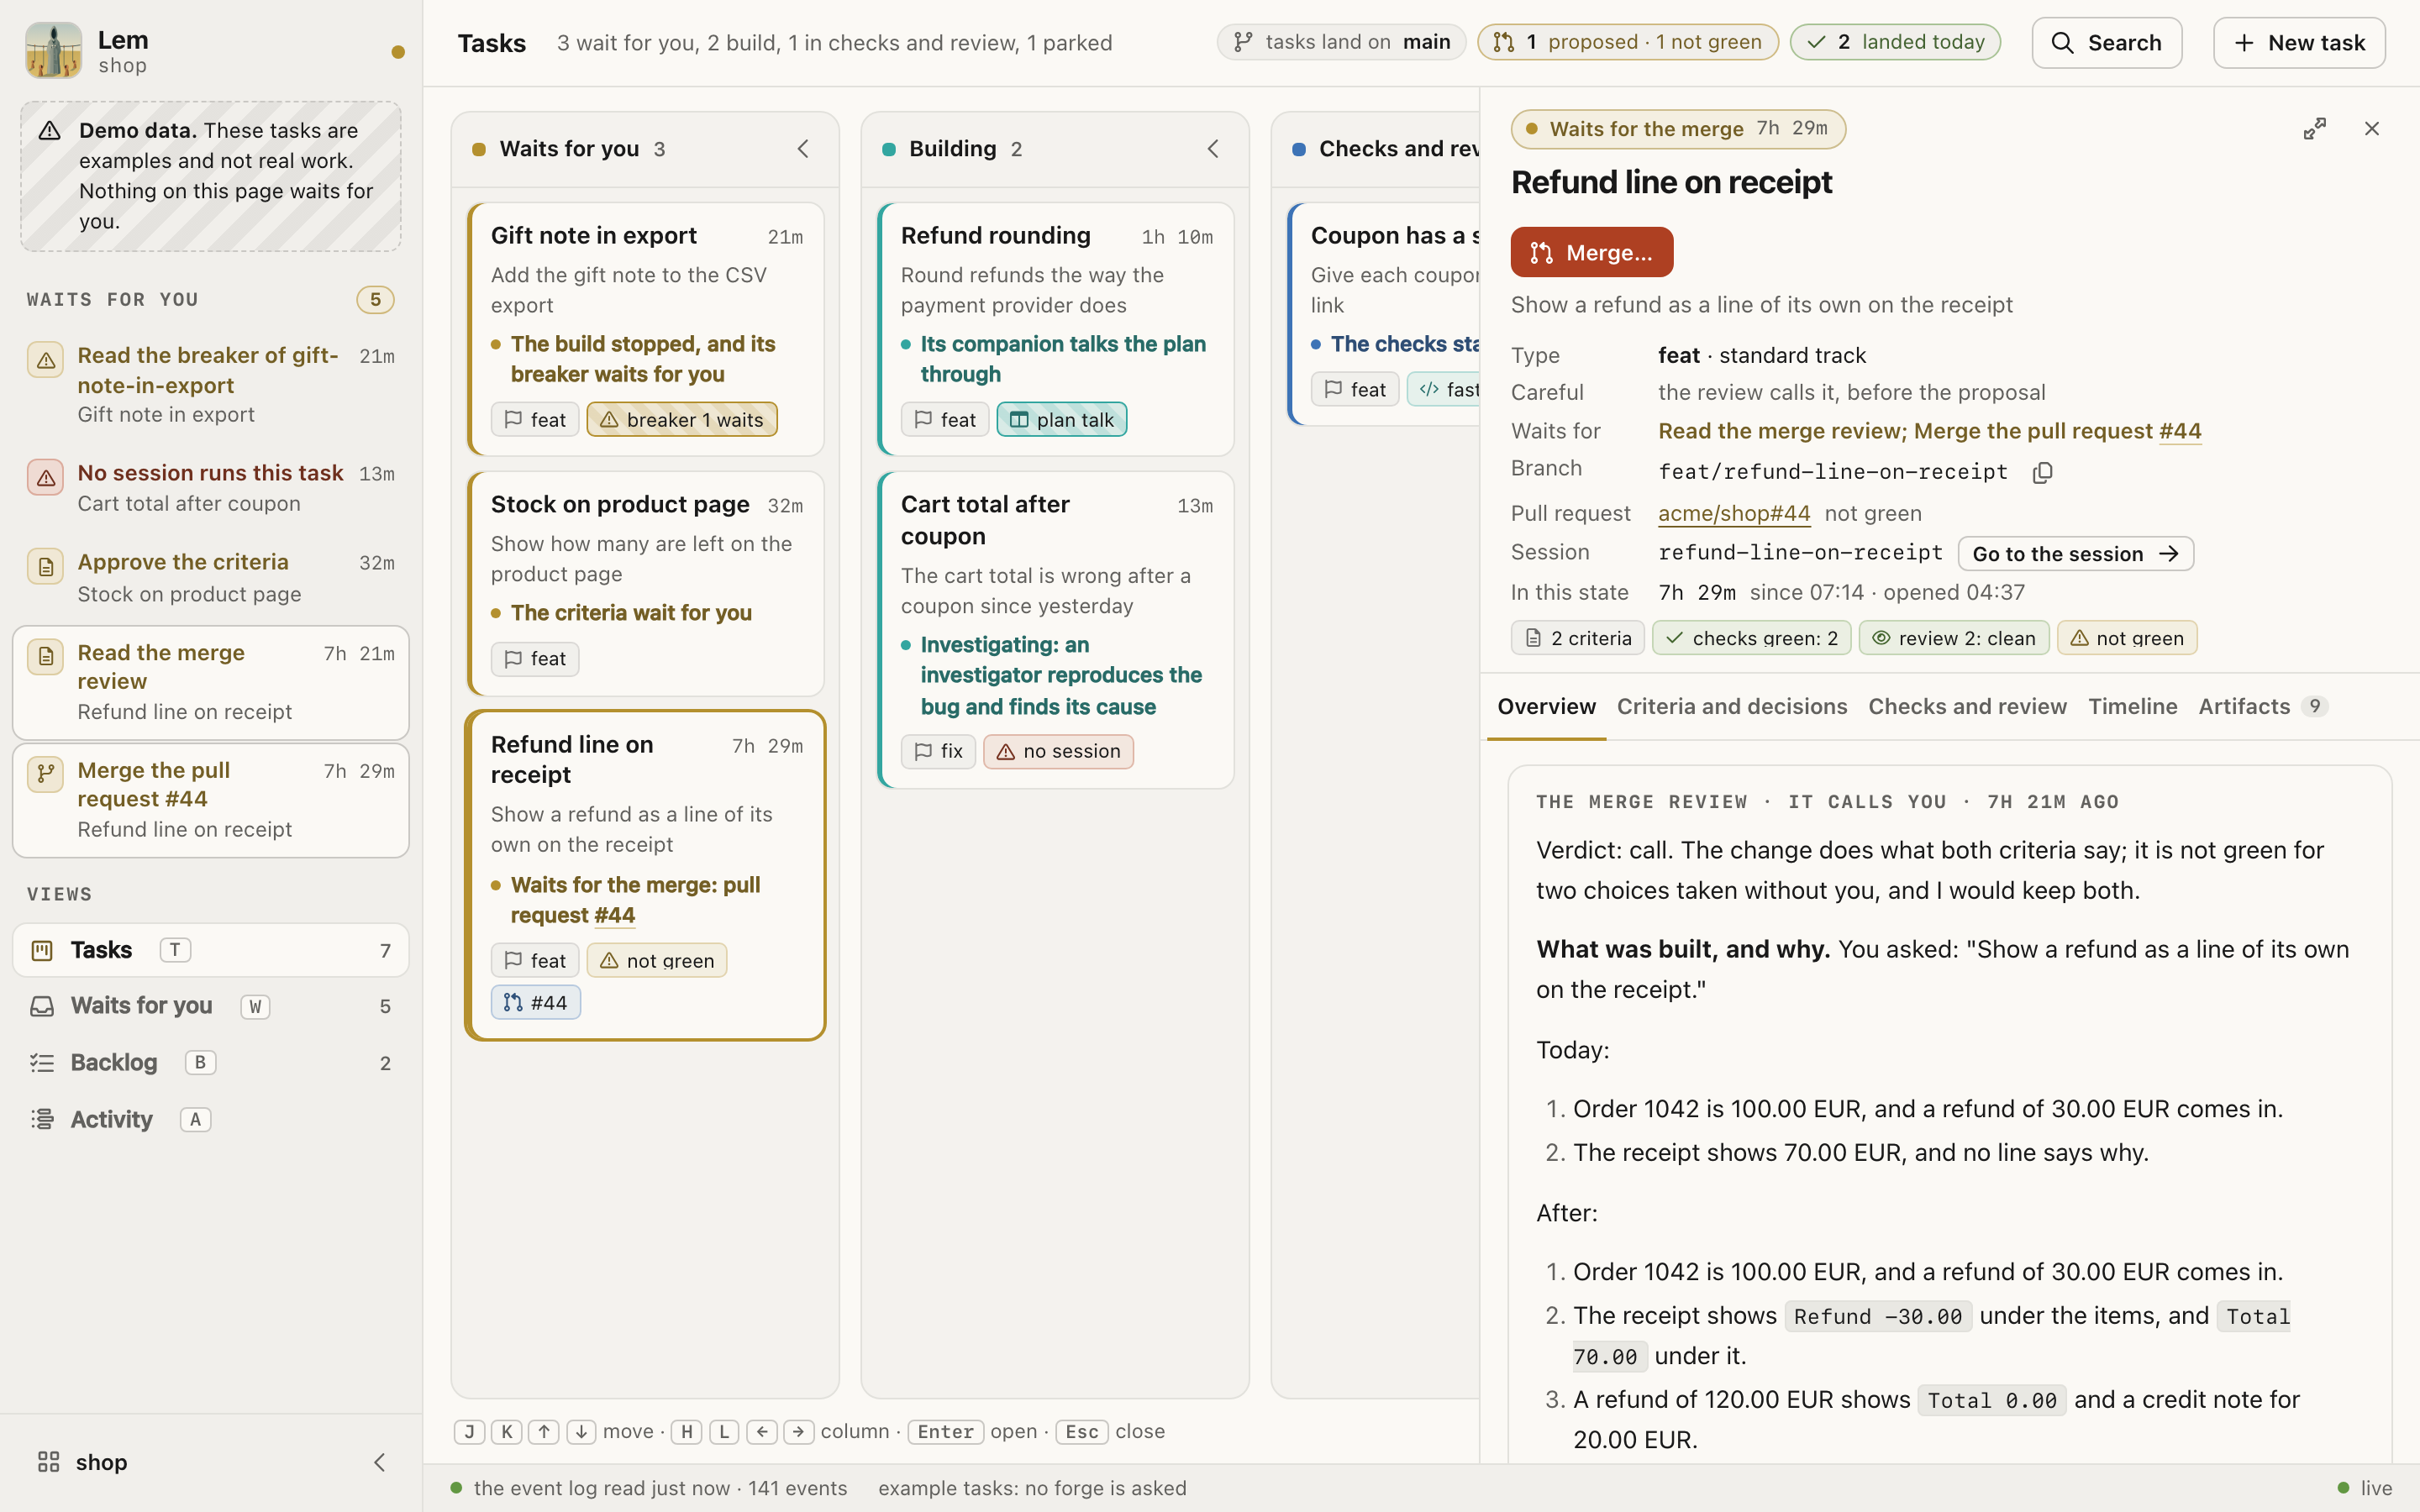 Lem
shop
Demo data. These tasks are
examples and not real work.
Nothing on this page waits for
you.
WAITS FOR YOU 5
Read the breaker of gift-
note-in-export 21m
Gift note in export
No session runs this task 13m
Cart total after coupon
Approve the criteria 32m
Stock on product page
Read the merge
review 7h 21m
Refund line on receipt
Merge the pull
request #44 7h 29m
Refund line on receipt
VIEWS
Tasks T 7
Waits for you W 5
Backlog B 2
Activity A
shop
Tasks 3 wait for you, 2 build, 1 in checks and review, 1 parked
tasks land on main
1 proposed · 1 not green
2 landed today
Search
New task
Waits for you 3
Gift note in export 21m
Add the gift note to the CSV
export
The build stopped, and its
breaker waits for you
feat breaker 1 waits
Stock on product page 32m
Show how many are left on the
product page
The criteria wait for you
feat
Refund line on
receipt 7h 29m
Show a refund as a line of its
own on the receipt
Waits for the merge: pull
request #44
feat not green
#44
Building 2
Refund rounding 1h 10m
Round refunds the way the
payment provider does
Its companion talks the plan
through
feat plan talk
Cart total after
coupon 13m
The cart total is wrong after a
coupon since yesterday
Investigating: an
investigator reproduces the
bug and finds its cause
fix no session
Checks and rev
Coupon has a s
Give each coupon
link
The checks sta
feat fast
J K ↑ ↓ move · H L ← → column · Enter open · Esc close
Waits for the merge 7h 29m
Refund line on receipt
Merge...
Show a refund as a line of its own on the receipt
Type feat · standard track
Careful the review calls it, before the proposal
Waits for Read the merge review; Merge the pull request #44
Branch feat/refund-line-on-receipt
Pull request acme/shop#44 not green
Session refund-line-on-receipt Go to the session →
In this state 7h 29m since 07:14 · opened 04:37
2 criteria checks green: 2 review 2: clean not green
Overview Criteria and decisions Checks and review Timeline Artifacts 9
THE MERGE REVIEW · IT CALLS YOU · 7H 21M AGO
Verdict: call. The change does what both criteria say; it is not green for
two choices taken without you, and I would keep both.
What was built, and why. You asked: "Show a refund as a line of its own
on the receipt."
Today:
1. Order 1042 is 100.00 EUR, and a refund of 30.00 EUR comes in.
2. The receipt shows 70.00 EUR, and no line says why.
After:
1. Order 1042 is 100.00 EUR, and a refund of 30.00 EUR comes in.
2. The receipt shows Refund −30.00 under the items, and Total
70.00 under it.
3. A refund of 120.00 EUR shows Total 0.00 and a credit note for
20.00 EUR.
the event log read just now · 141 events example tasks: no forge is asked
live